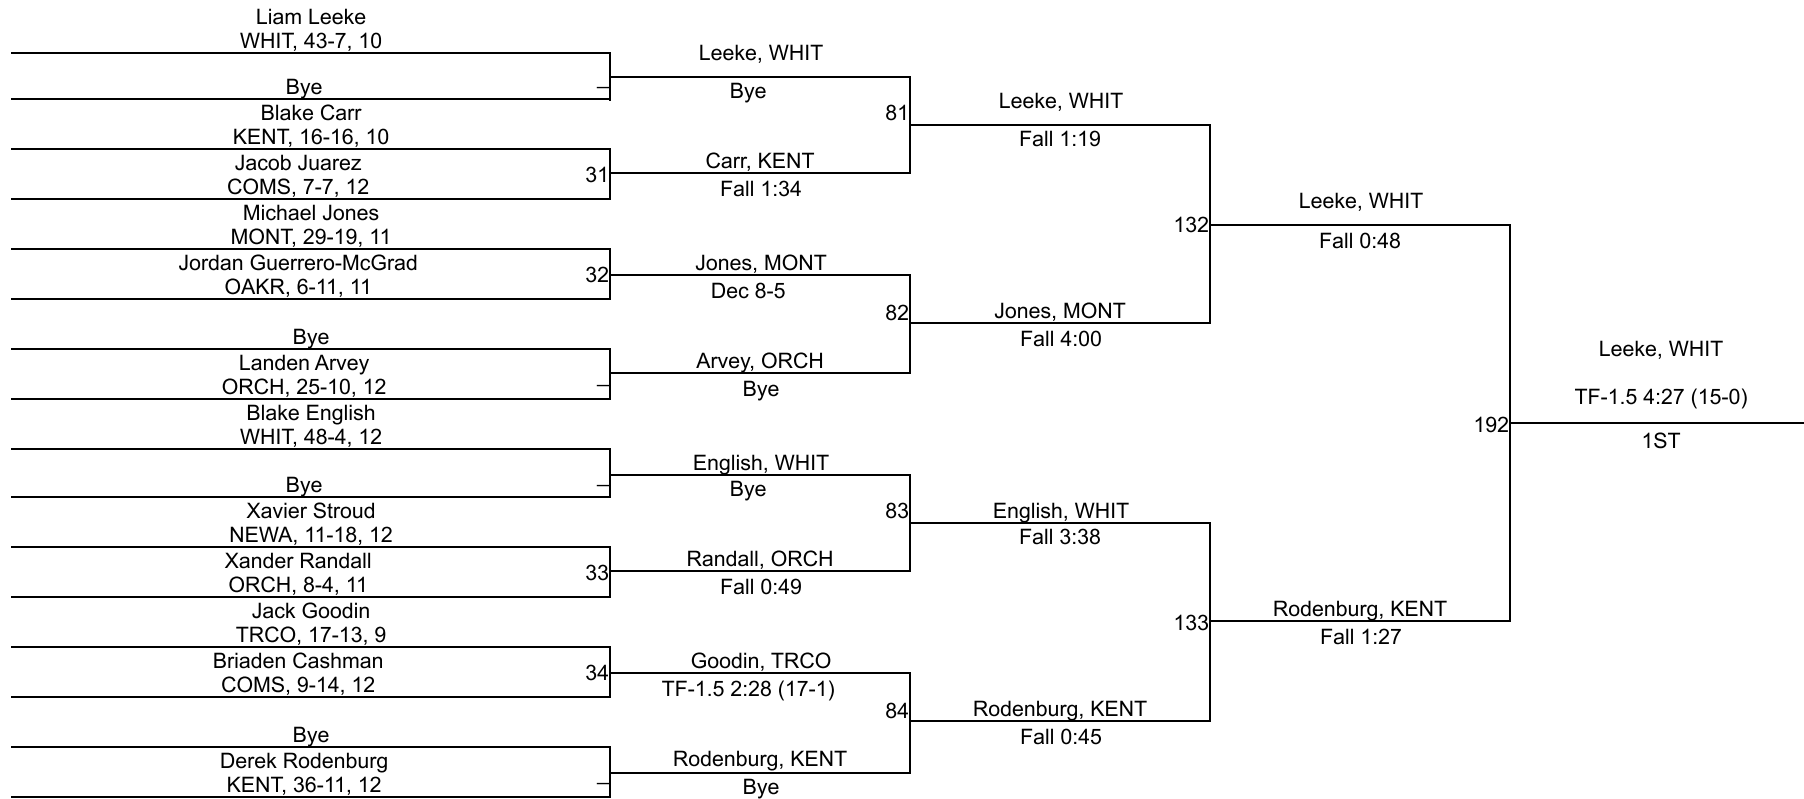 Liam Leeke
WHIT, 43-7, 10
Bye
Blake Carr
KENT, 16-16, 10
Jacob Juarez
COMS, 7-7, 12
Michael Jones
MONT, 29-19, 11
Jordan Guerrero-McGrad
OAKR, 6-11, 11
Bye
Landen Arvey
ORCH, 25-10, 12
Blake English
WHIT, 48-4, 12
Bye
Xavier Stroud
NEWA, 11-18, 12
Xander Randall
ORCH, 8-4, 11
Jack Goodin
TRCO, 17-13, 9
Briaden Cashman
COMS, 9-14, 12
Bye
Derek Rodenburg
KENT, 36-11, 12
31
32
33
34
Leeke, WHIT
Bye
Carr, KENT
Fall 1:34
Jones, MONT
Dec 8-5
Arvey, ORCH
Bye
English, WHIT
Bye
Randall, ORCH
Fall 0:49
Goodin, TRCO
TF-1.5 2:28 (17-1)
Rodenburg, KENT
Bye
81
82
83
84
Leeke, WHIT
Fall 1:19
Jones, MONT
Fall 4:00
English, WHIT
Fall 3:38
Rodenburg, KENT
Fall 0:45
132
133
Leeke, WHIT
Fall 0:48
Rodenburg, KENT
Fall 1:27
192
Leeke, WHIT
TF-1.5 4:27 (15-0)
1ST